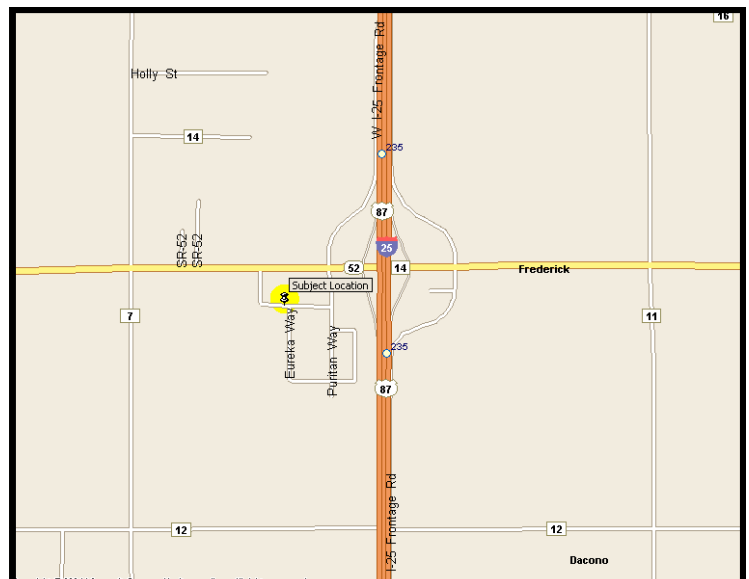 16
W I-25 Frontage Rd
Holly St
14
235
87
SR-52
SR-52
25
52
14
Frederick
Subject Location
7
11
Eureka Way
Puritan Way
235
87
I-25 Frontage Rd
12
12
Dacono